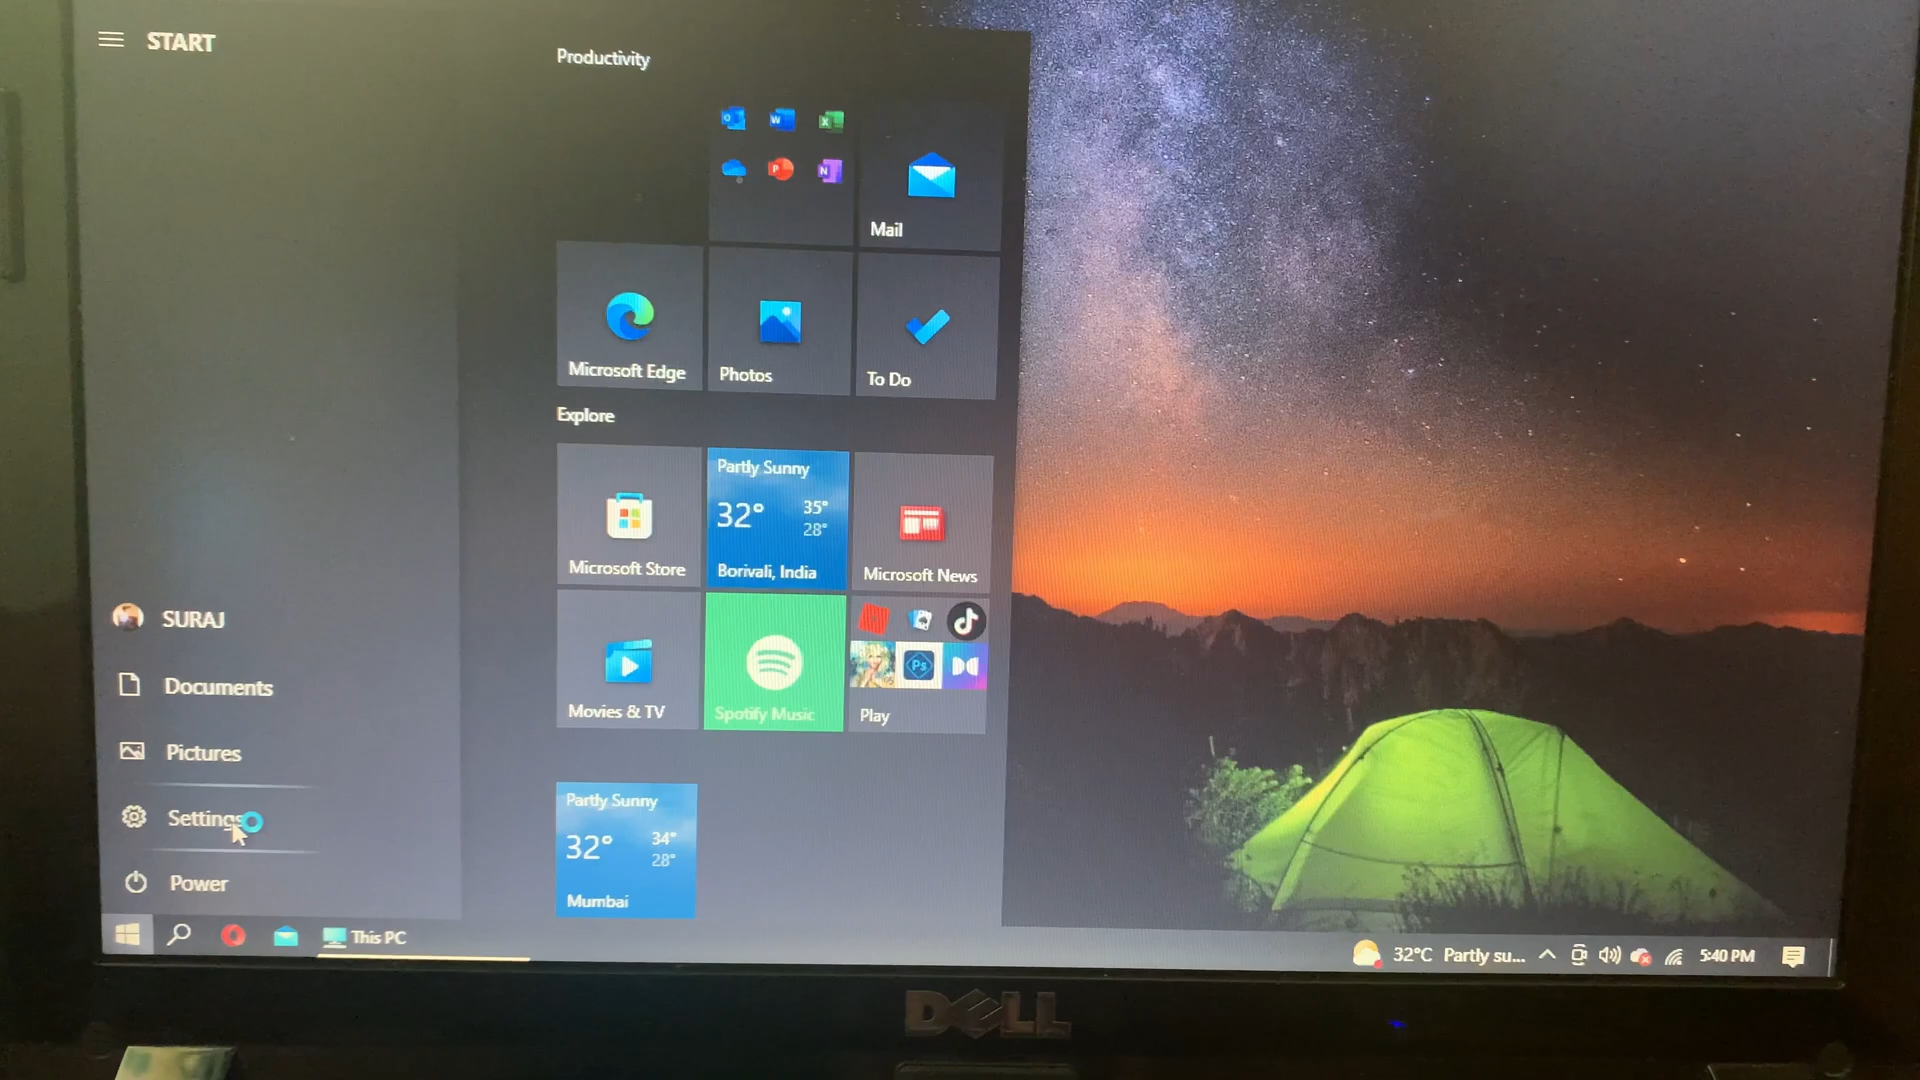 START
Productivity
Mail
Microsoft Edge
Photos
To Do
Explore
Microsoft Store
Partly Sunny
32° 35°
28°
Borivali, India
Microsoft News
Movies & TV
Spotify Music
Ps
Play
SURAJ
Documents
Pictures
Settings
Power
Partly Sunny
32° 34°
28°
Mumbai
This PC
32°C Partly su...
5:40 PM
DELL